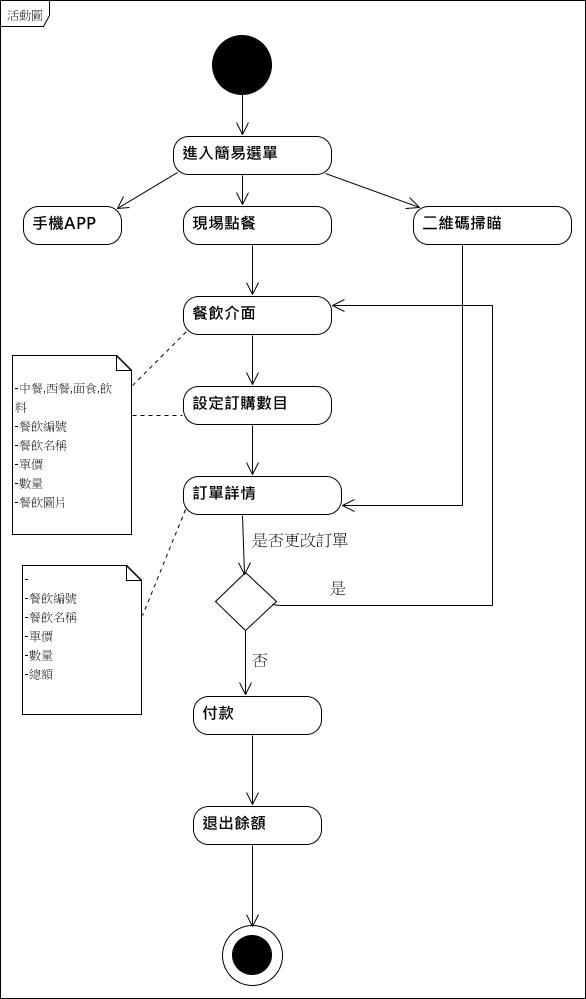 活動圖
進入簡易選單
手機APP
現場點餐
二維碼掃瞄
餐飲介面
-中餐,西餐,面食,飲
料
-餐飲編號
-餐飲名稱
-單價
-數量
-餐飲圖片
設定訂購數目
訂單詳情
是否更改訂單
-
-餐飲編號
-餐飲名稱
-單價
-數量
-總額
是
否
付款
退出餘額